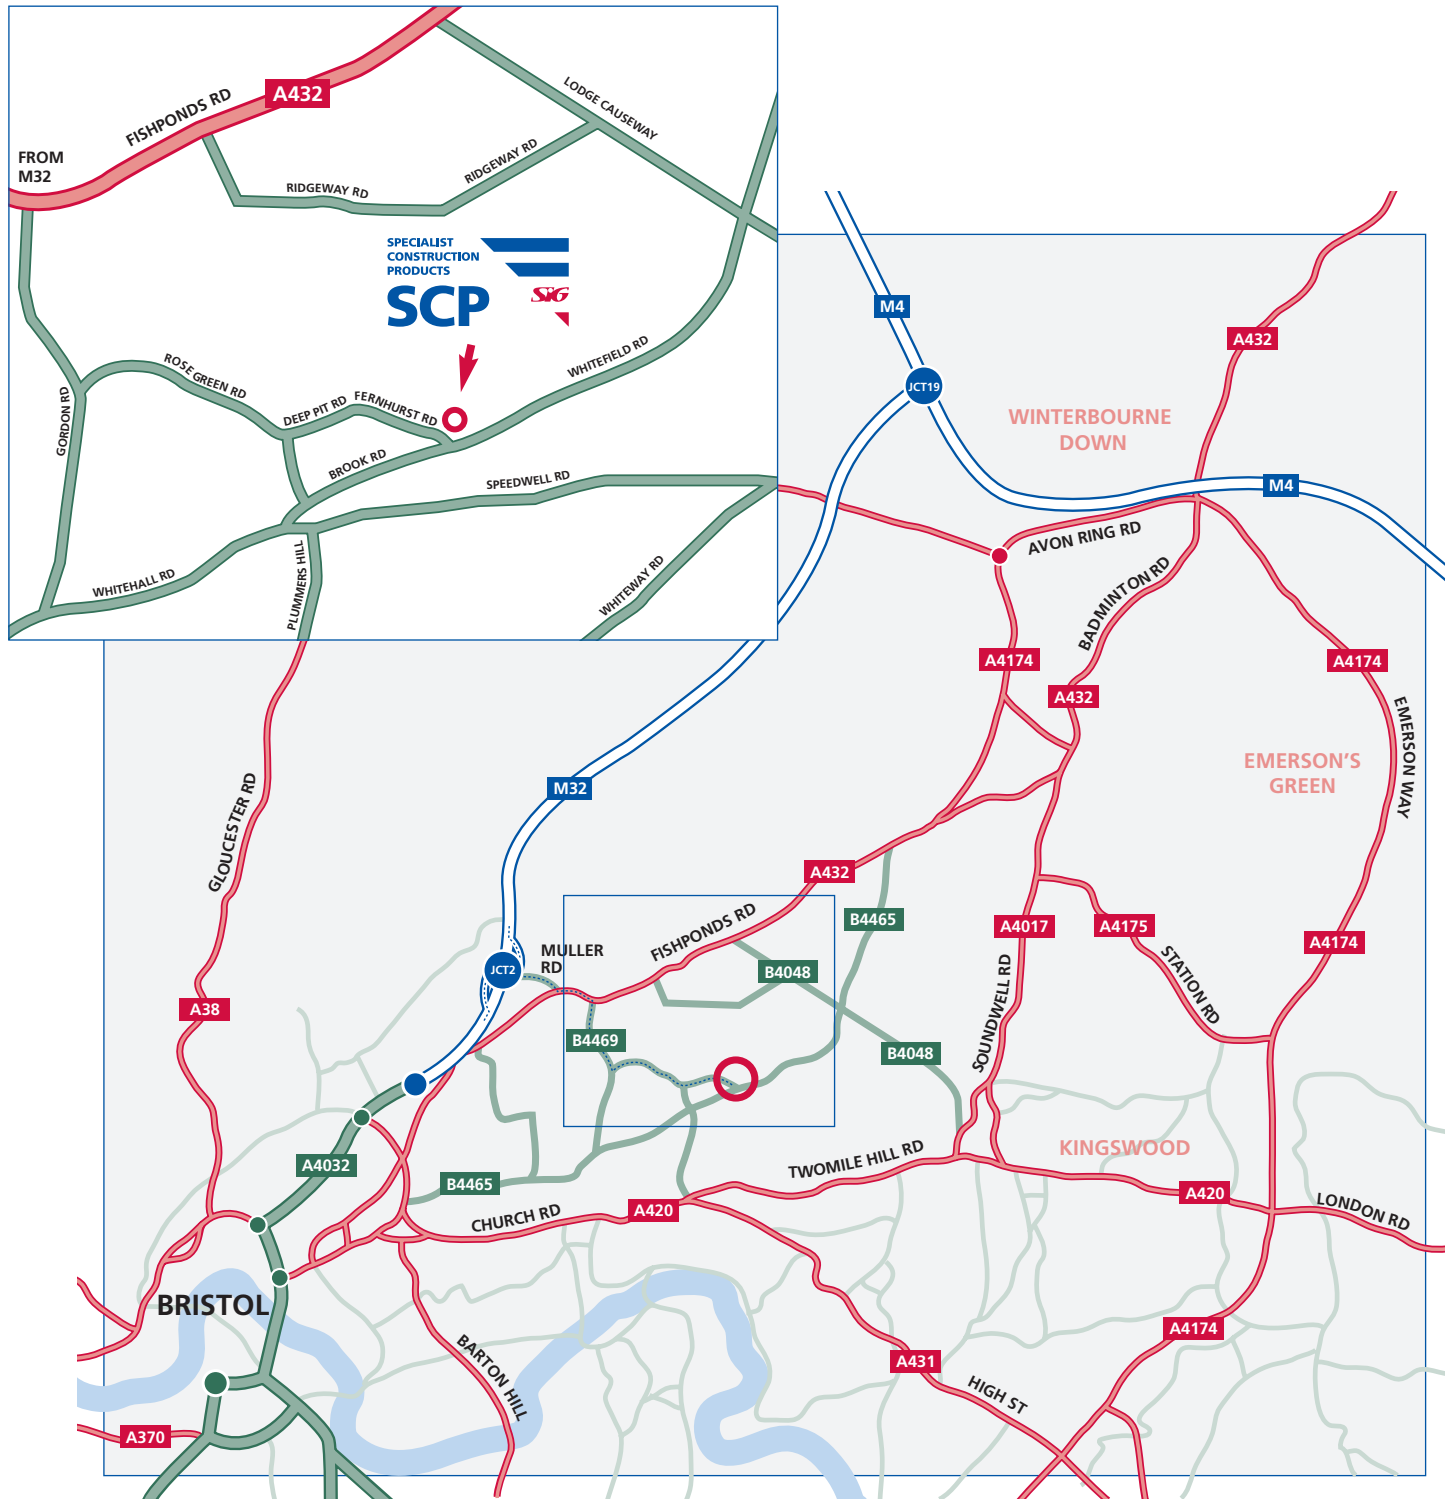 LODGE CAUSEWAY
A432
FISHPONDS RD
FROM
M32
RIDGEWAY RD
RIDGEWAY RD
SPECIALIST
CONSTRUCTION
PRODUCTS
SCP
SIG
WHITEFIELD RD
ROSE GREEN RD
GORDON RD
DEEP PIT RD
FERNHURST RD
BROOK RD
SPEEDWELL RD
WHITEHALL RD
PLUMMERS HILL
WHITEWAY RD
M4
A432
JCT19
WINTERBOURNE
DOWN
M4
AVON RING RD
BADMINTON RD
A4174
A4174
A432
EMERSON WAY
EMERSON'S
GREEN
M32
GLOUCESTER RD
A432
FISHPONDS RD
B4465
A4017
A4175
A4174
MULLER
RD
JCT2
B4048
STATION RD
SOUNDWELL RD
A38
B4469
B4048
KINGSWOOD
TWOMILE HILL RD
A4032
B4465
A420
LONDON RD
A420
CHURCH RD
BRISTOL
A4174
BARTON HILL
A431
HIGH ST
A370